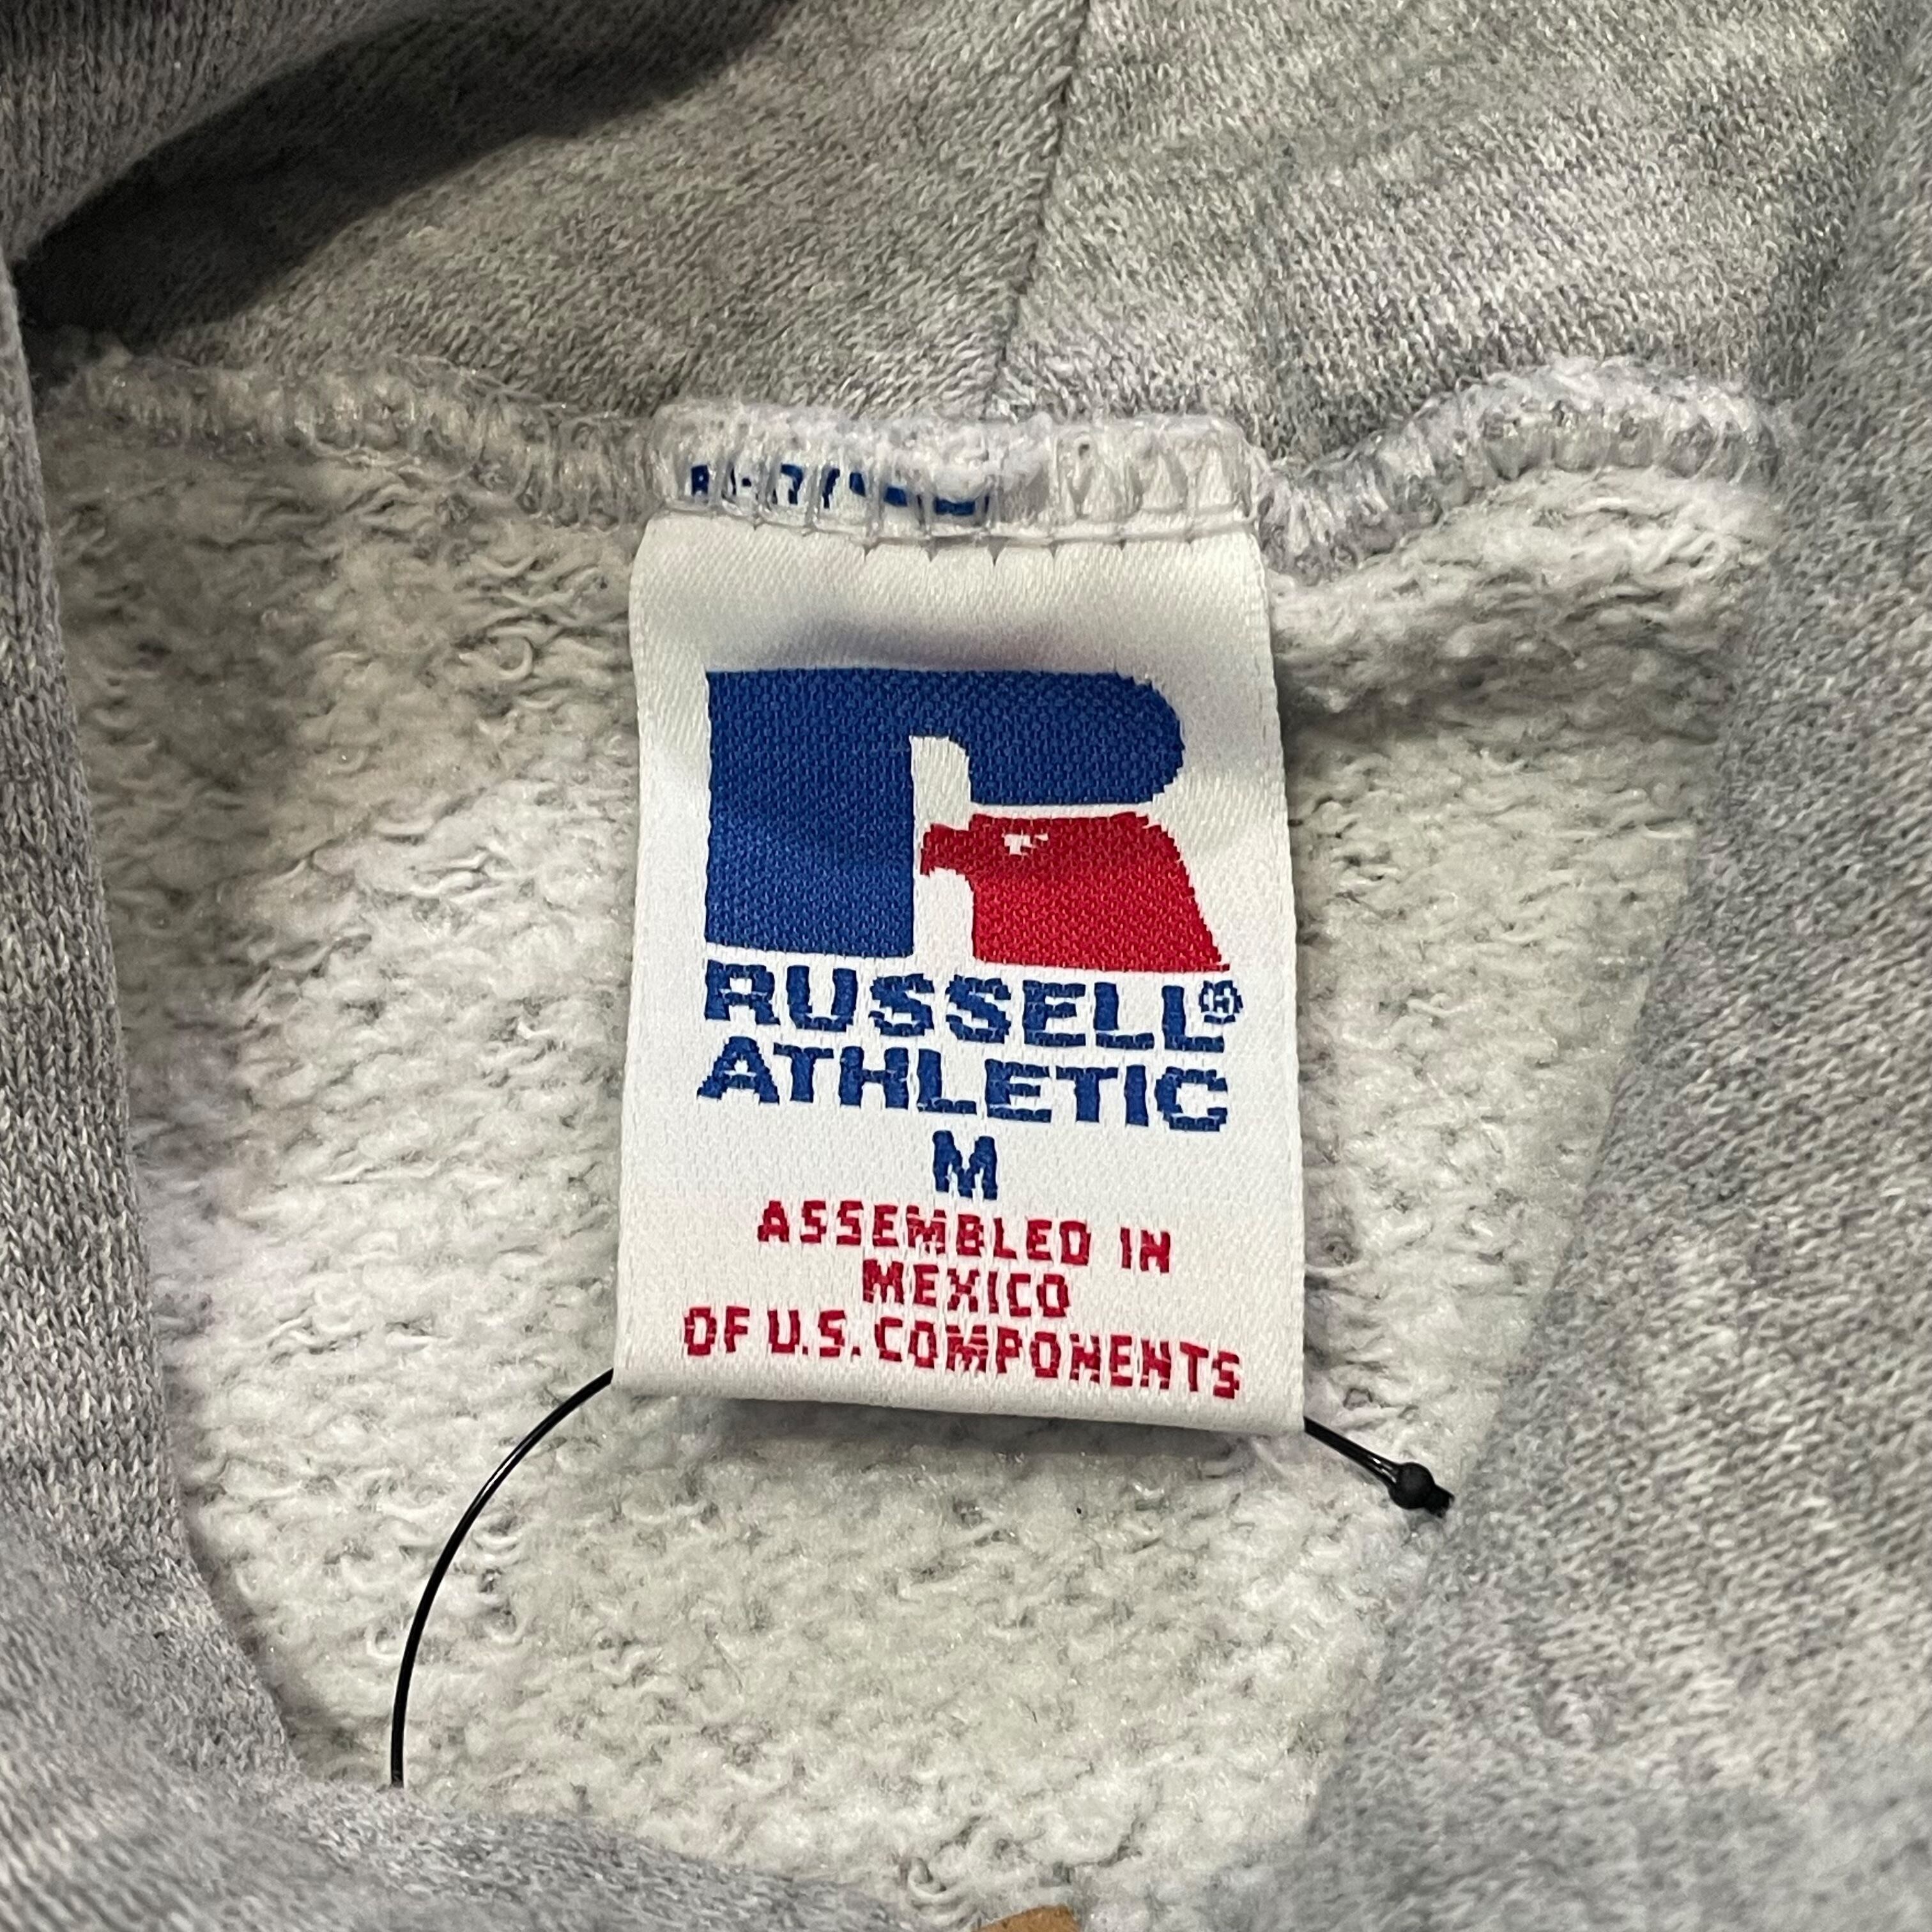 RUSSELL®
ATHLETIC
M
ASSEMBLED IN
MEXICO
OF U.S. COMPONENTS